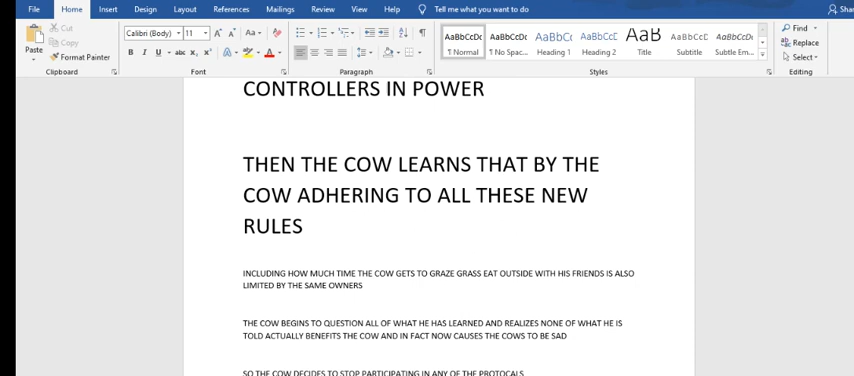 File Home Insert Design Layout References Mailings Review View Help Tell me what you want to do
Cut Calibri (Body) 11 A A Aa AaBbCcDc AaBbCcDc AaBbCc AaBbCcE AaB AaBbCcD AaBbCcDc Find
Paste Copy Replace
Format Painter B I U abc x₂ x² A ab A ¶ Normal ¶ No Spac... Heading 1 Heading 2 Title Subtitle Subtle Em... Select
Clipboard Font Paragraph Styles Editing
CONTROLLERS IN POWER
THEN THE COW LEARNS THAT BY THE
COW ADHERING TO ALL THESE NEW
RULES
INCLUDING HOW MUCH TIME THE COW GETS TO GRAZE GRASS EAT OUTSIDE WITH HIS FRIENDS IS ALSO
LIMITED BY THE SAME OWNERS
THE COW BEGINS TO QUESTION ALL OF WHAT HE HAS LEARNED AND REALIZES NONE OF WHAT HE IS
TOLD ACTUALLY BENEFITS THE COW AND IN FACT NOW CAUSES THE COWS TO BE SAD
SO THE COW DECIDES TO STOP PARTICIPATING IN ANY OF THE PROTOCALS